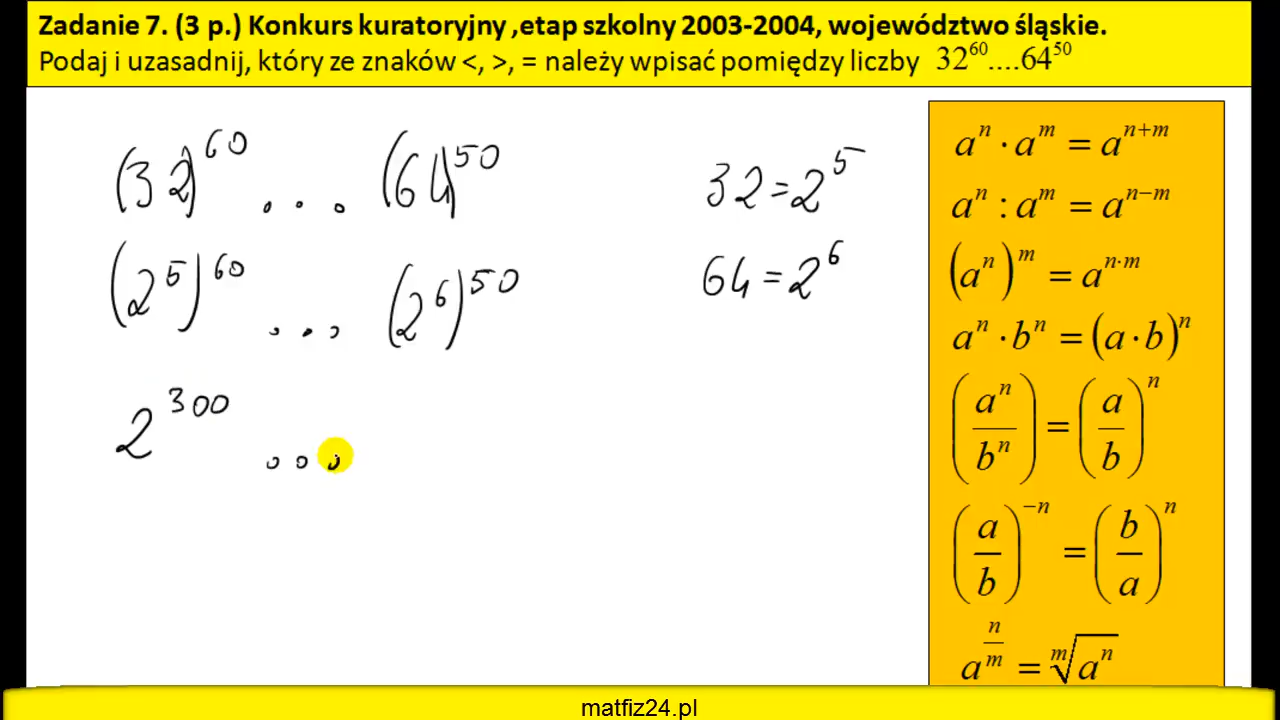 Zadanie 7. (3 p.) Konkurs kuratoryjny ,etap szkolny 2003-2004, województwo śląskie.
Podaj i uzasadnij, który ze znaków <, >, = należy wpisać pomiędzy liczby 32^60....64^50
(32)^60 ... (64)^50
(2^5)^60 ... (2^6)^50
2^300 ...
32=2^5
64=2^6
a^n · a^m = a^(n+m)
a^n : a^m = a^(n−m)
(a^n)^m = a^(n·m)
a^n · b^n = (a·b)^n
(a^n/b^n) = (a/b)^n
(a/b)^(−n) = (b/a)^n
a^(n/m) = ᵐ√(a^n)
matfiz24.pl